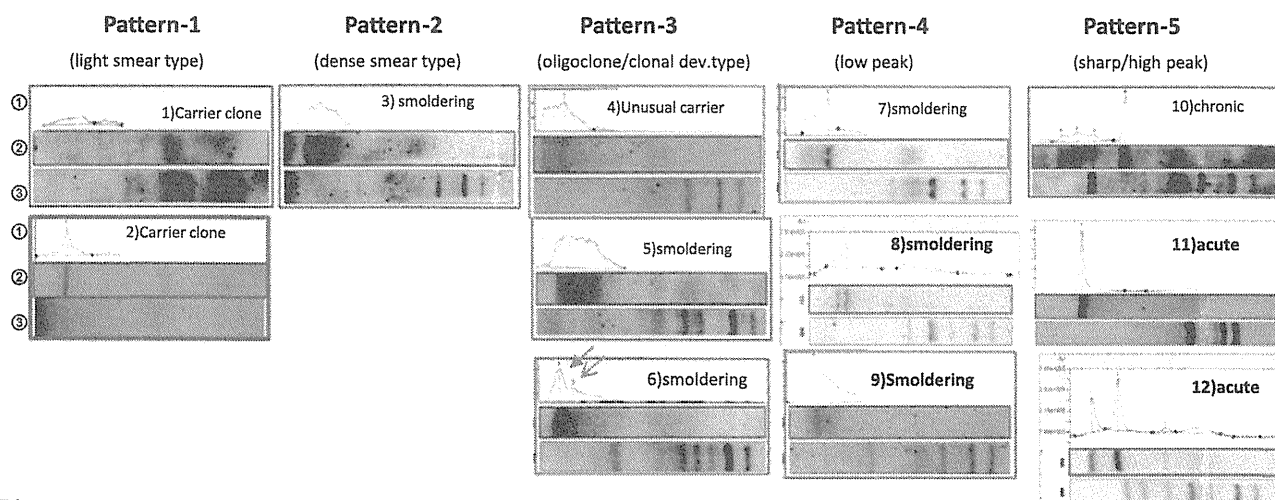 Pattern-1 Pattern-2 Pattern-3 Pattern-4 Pattern-5
(light smear type) (dense smear type) (oligoclone/clonal dev.type) (low peak) (sharp/high peak)
① 1)Carrier clone 3) smoldering 4)Unusual carrier 7)smoldering 10)chronic
②
③
① 2)Carrier clone 5)smoldering 8)smoldering 11)acute
②
③
6)smoldering 9)Smoldering 12)acute